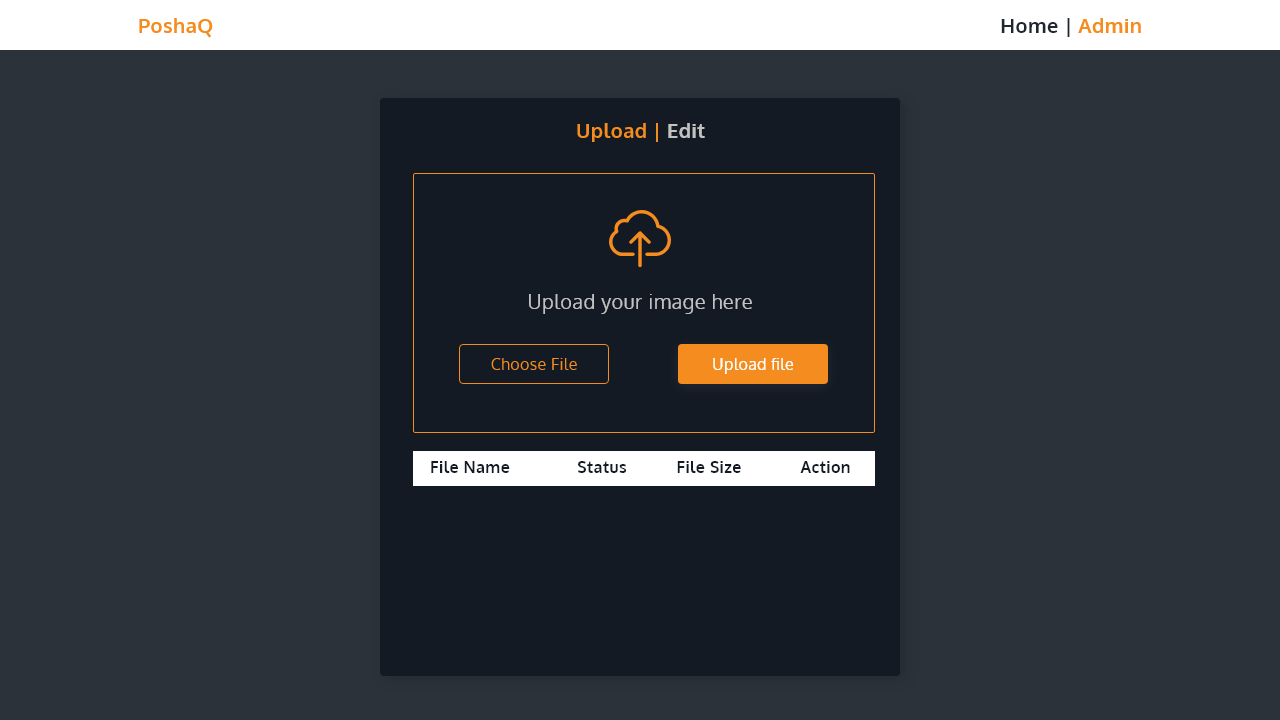 PoshaQ
Home | Admin
Upload | Edit
Upload your image here
Choose File
Upload file
File Name Status File Size Action